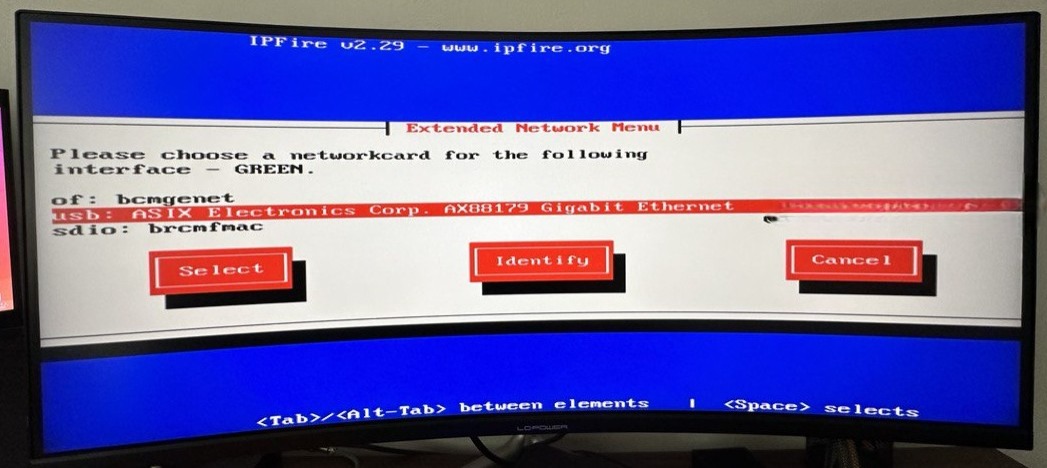 IPFire v2.29 - www.ipfire.org
Extended Network Menu
Please choose a networkcard for the following
interface - GREEN.
of: bcmgenet
usb: ASIX Electronics Corp. AX88179 Gigabit Ethernet
sdio: brcmfmac
Select
Identify
Cancel
<Tab>/<Alt-Tab> between elements | <Space> selects
LC-POWER